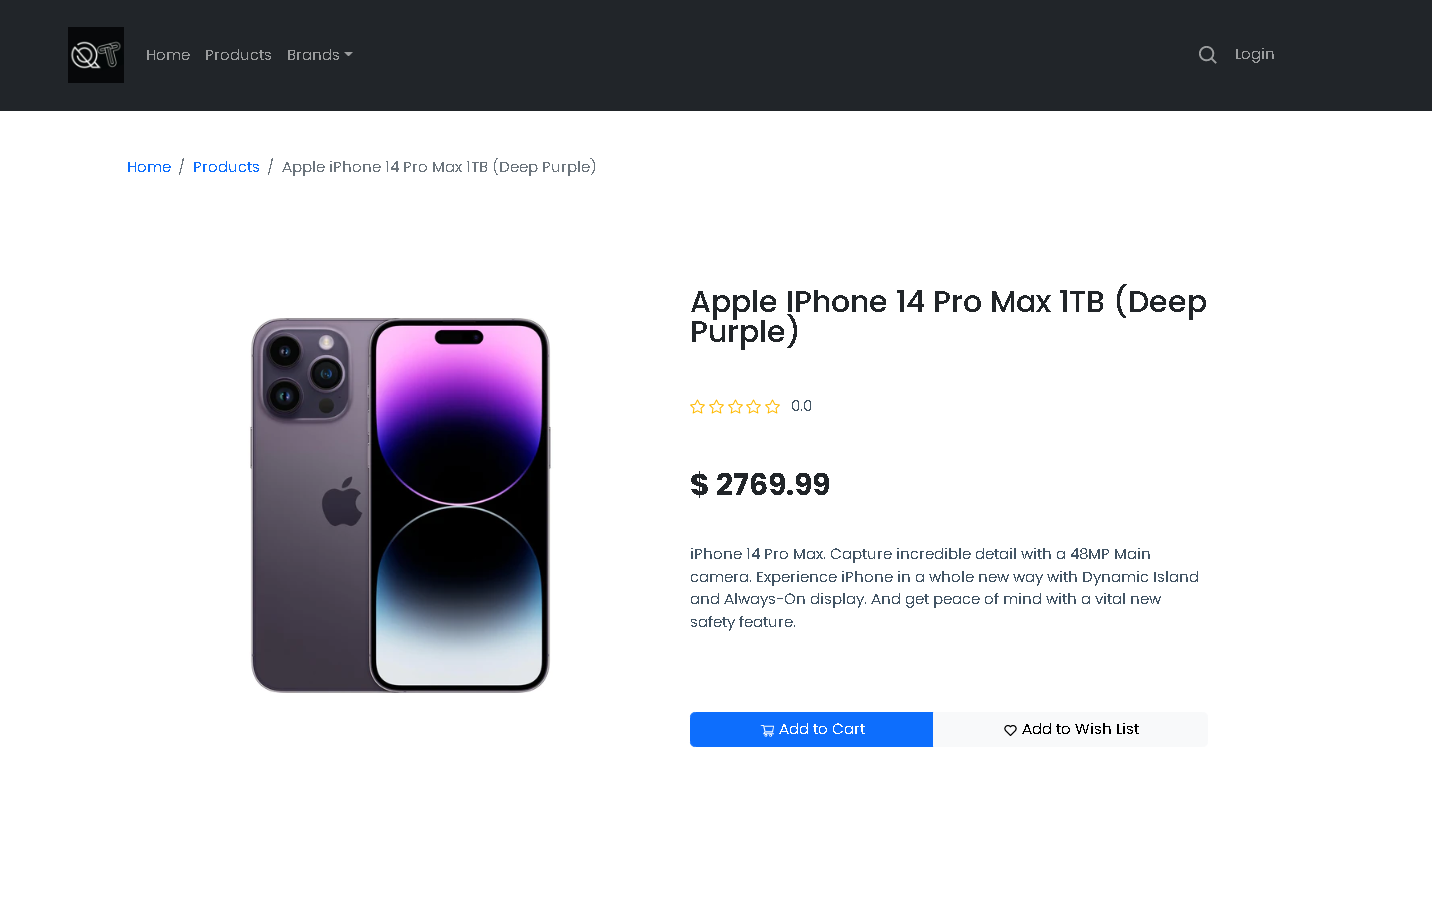 QT
Home Products Brands
Login
Home / Products / Apple iPhone 14 Pro Max 1TB (Deep Purple)
Apple IPhone 14 Pro Max 1TB (Deep
Purple)
0.0
$ 2769.99
iPhone 14 Pro Max. Capture incredible detail with a 48MP Main
camera. Experience iPhone in a whole new way with Dynamic Island
and Always-On display. And get peace of mind with a vital new
safety feature.
Add to Cart
Add to Wish List